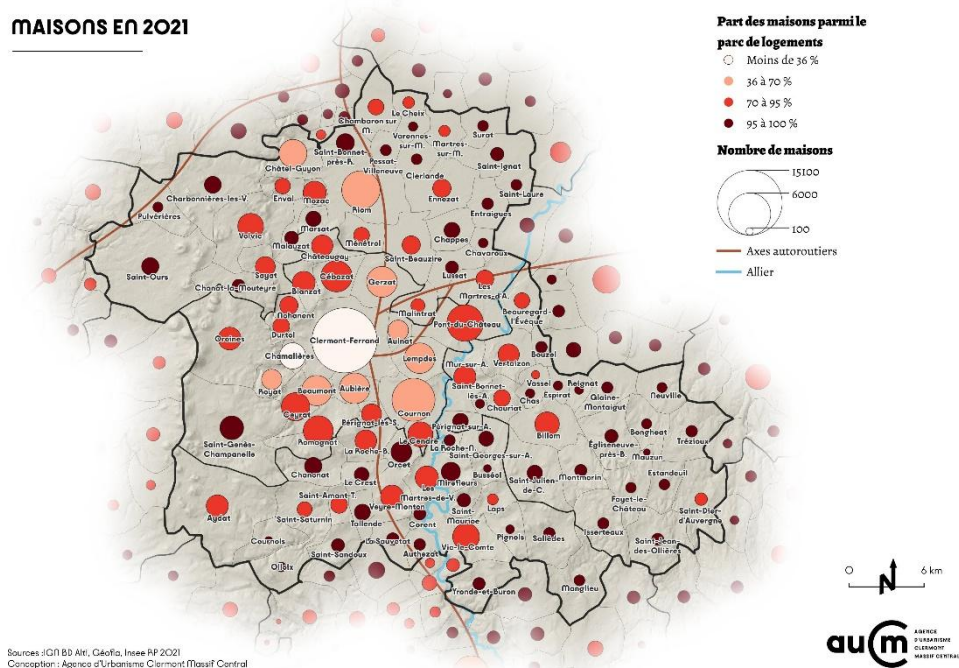 MAISONS EN 2021
Part des maisons parmi le
parc de logements
Moins de 36 %
36 à 70 %
70 à 95 %
95 à 100 %
Nombre de maisons
15100
6000
100
Axes autoroutiers
Allier
Le Cheix
Chambaron sur
M.
Varennes-
sur-M.
Martres-
sur-M.
Surat
Saint-Bonnet-
près-R.
Pessat-
Villeneuve
Clerlande
Saint-Ignat
Châtel-Guyon
Charbonnières-les-V.
Enval
Mozac
Riom
Ennezat
Saint-Laure
Pulvérières
Entraigues
Marsat
Volvic
Malauzat
Ménétrol
Chappes
Châteaugay
Saint-Beauzire
Chavaroux
Saint-Ours
Sayat
Cébazat
Lussat
Chanat-la-Mouteyre
Blanzat
Gerzat
Les
Martres-d'A.
Nohanent
Malintrat
Beauregard-
l'Évêque
Durtol
Pont-du-Château
Orcines
Clermont-Ferrand
Aulnat
Chamalières
Lempdes
Vertaizon
Bouzel
Mur-sur-A.
Royat
Beaumont
Aubière
Saint-Bonnet-
lès-A.
Vassel
Reignat
Espirat
Glaine-
Montaigut
Neuville
Cournon
Chauriat
Chas
Ceyrat
Pérignat-lès-S.
Romagnat
Pérignat-sur-A.
Billom
Bongheat
Trézioux
Saint-Genès-
Champanelle
La Roche-B.
Le Cendre
La Roche-N.
Égliseneuve-
près-B.
Mauzun
Orcet
Saint-Georges-sur-A.
Estandeuil
Chanonat
Le Crest
Mirefleurs
Busséol
Saint-Julien-
de-C.
Montmorin
Fayet-le-
Château
Les
Martres-de-V.
Saint-Amant-T.
Veyre-Monton
Laps
Saint-Dier-
d'Auvergne
Aydat
Saint-Saturnin
Tallende
Corent
Saint-
Maurice
Pignols
Sallèdes
Isserteaux
Cournols
Saint-Sandoux
La Sauvetat
Authezat
Vic-le-Comte
Saint-Jean-
des-Ollières
Olloix
Yronde-et-Buron
Manglieu
0
6 km
N
Sources : IGN BD Alti, Géofla, Insee RP 2021
Conception : Agence d'Urbanisme Clermont Massif Central
auCm
AGENCE
D'URBANISME
CLERMONT
MASSIF CENTRAL